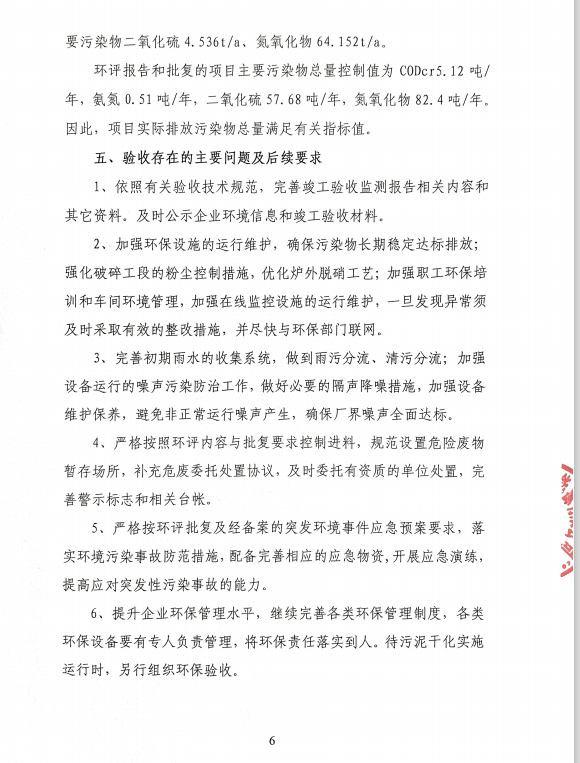 要污染物二氧化硫 4.536t/a、氮氧化物 64.152t/a。
环评报告和批复的项目主要污染物总量控制值为 CODcr5.12 吨/
年，氨氮 0.51 吨/年，二氧化硫 57.68 吨/年，氮氧化物 82.4 吨/年。
因此，项目实际排放污染物总量满足有关指标值。
五、验收存在的主要问题及后续要求
1、依照有关验收技术规范，完善竣工验收监测报告相关内容和
其它资料。及时公示企业环境信息和竣工验收材料。
2、加强环保设施的运行维护，确保污染物长期稳定达标排放；
强化破碎工段的粉尘控制措施，优化炉外脱硝工艺；加强职工环保培
训和车间环境管理，加强在线监控设施的运行维护，一旦发现异常须
及时采取有效的整改措施，并尽快与环保部门联网。
3、完善初期雨水的收集系统，做到雨污分流、清污分流；加强
设备运行的噪声污染防治工作，做好必要的隔声降噪措施，加强设备
维护保养，避免非正常运行噪声产生，确保厂界噪声全面达标。
4、严格按照环评内容与批复要求控制进料，规范设置危险废物
暂存场所，补充危废委托处置协议，及时委托有资质的单位处置，完
善警示标志和相关台帐。
5、严格按环评批复及经备案的突发环境事件应急预案要求，落
实环境污染事故防范措施，配备完善相应的应急物资，开展应急演练，
提高应对突发性污染事故的能力。
6、提升企业环保管理水平，继续完善各类环保管理制度，各类
环保设备要有专人负责管理，将环保责任落实到人。待污泥干化实施
运行时，另行组织环保验收。
6